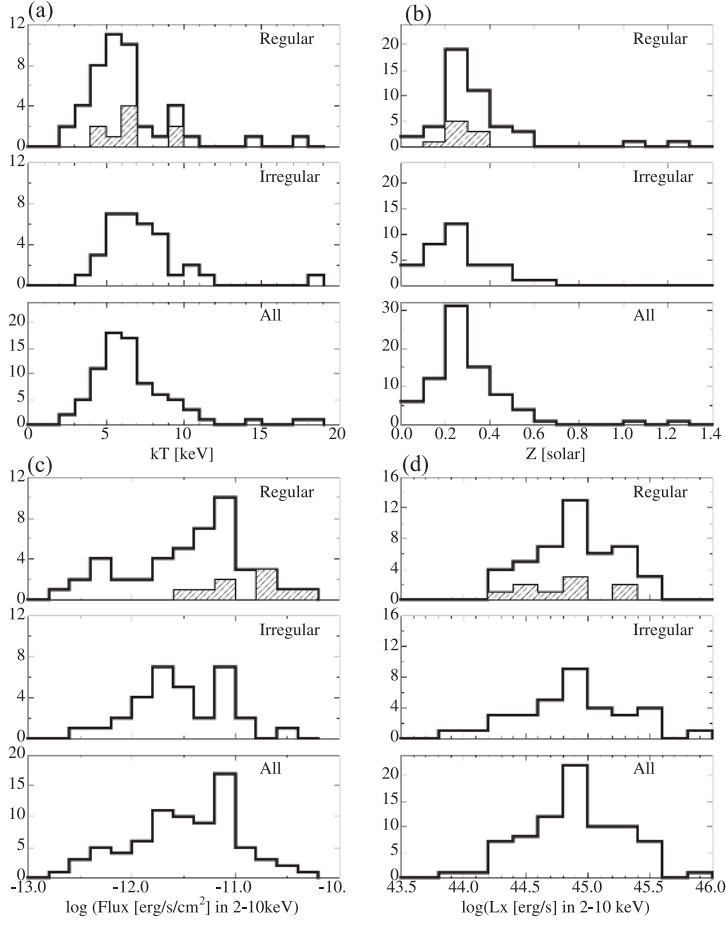 (a)
12
8
4
0
Regular
12
8
4
0
Irregular
20
15
10
5
0
All
0 5 10 15 20
kT [keV]
(b)
20
15
10
5
0
Regular
20
15
10
5
0
Irregular
30
20
10
0
All
0.0 0.2 0.4 0.6 0.8 1.0 1.2 1.4
Z [solar]
(c)
12
8
4
0
Regular
12
8
4
0
Irregular
20
15
10
5
0
All
-13.0 -12.0 -11.0 -10.
log (Flux [erg/s/cm²] in 2-10keV)
(d)
16
12
8
4
0
Regular
16
12
8
4
0
Irregular
20
15
10
5
0
All
43.5 44.0 44.5 45.0 45.5 46.0
log(Lx [erg/s] in 2-10 keV)